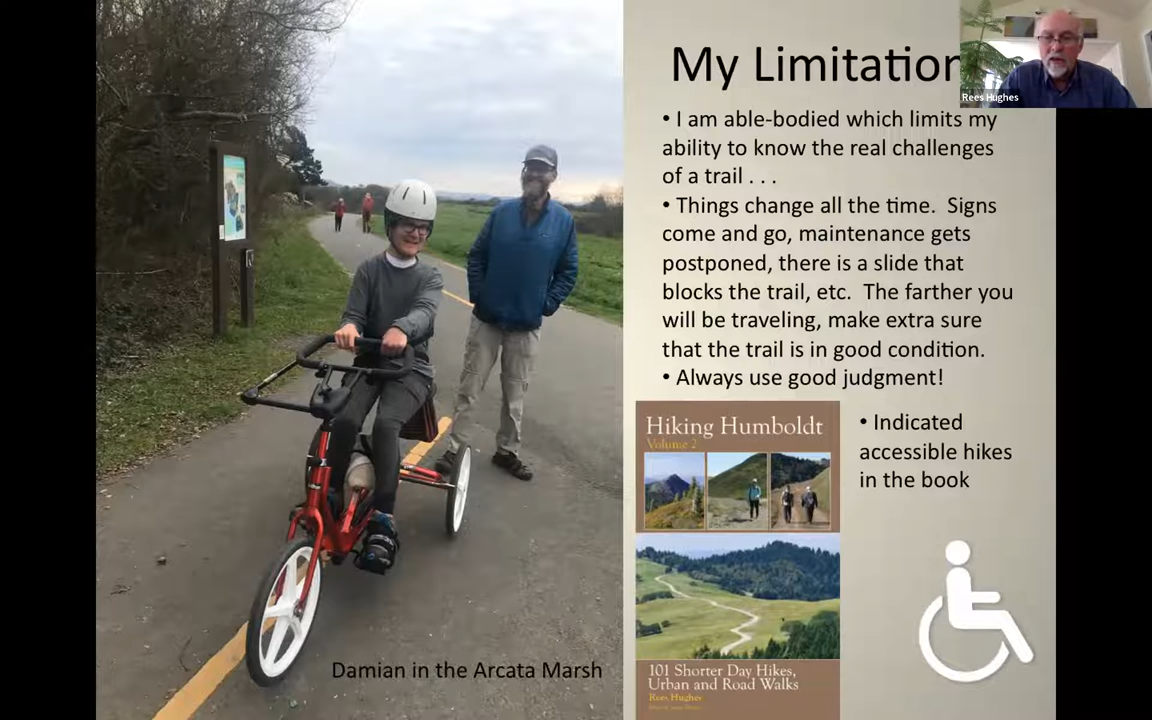 My Limitation
Rees Hughes
• I am able-bodied which limits my
ability to know the real challenges
of a trail . . .
• Things change all the time.  Signs
come and go, maintenance gets
postponed, there is a slide that
blocks the trail, etc.  The farther you
will be traveling, make extra sure
that the trail is in good condition.
• Always use good judgment!
Hiking Humboldt
Volume 2
101 Shorter Day Hikes,
Urban and Road Walks
Rees Hughes
• Indicated
accessible hikes
in the book
Damian in the Arcata Marsh